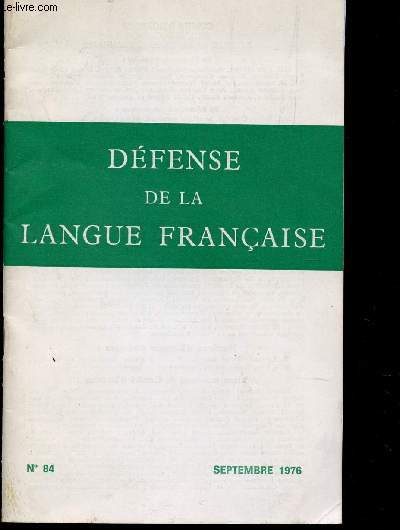 le-livre.com
DÉFENSE
DE LA
LANGUE FRANÇAISE
N° 84 SEPTEMBRE 1976